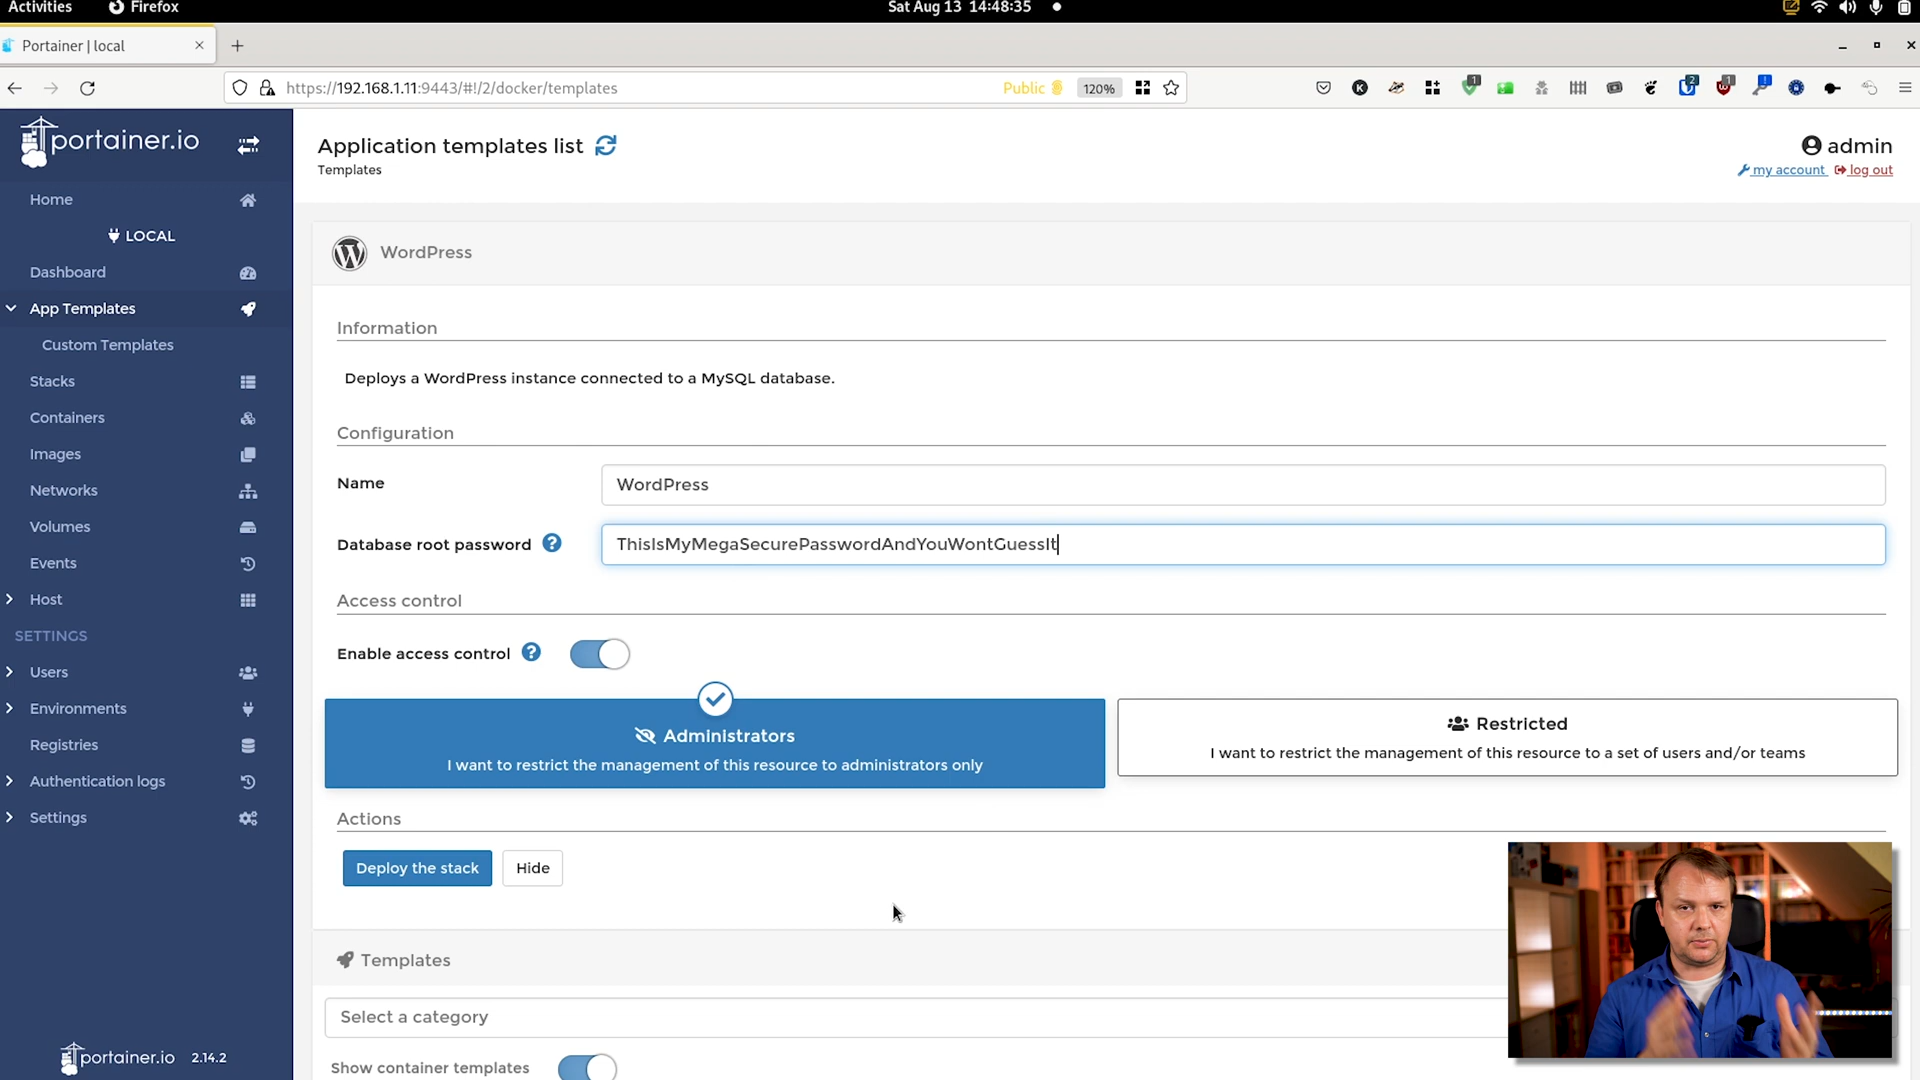 Activities
Firefox
Sat Aug 13  14:48:35
Portainer | local
https://192.168.1.11:9443/#!/2/docker/templates
Public
120%
1
2
1
portainer.io
Home
LOCAL
Dashboard
App Templates
Custom Templates
Stacks
Containers
Images
Networks
Volumes
Events
Host
SETTINGS
Users
Environments
Registries
Authentication logs
Settings
portainer.io 2.14.2
Application templates list
Templates
admin
my account
log out
WordPress
Information
Deploys a WordPress instance connected to a MySQL database.
Configuration
Name
WordPress
Database root password
ThisIsMyMegaSecurePasswordAndYouWontGuessIt
Access control
Enable access control
Administrators
I want to restrict the management of this resource to administrators only
Restricted
I want to restrict the management of this resource to a set of users and/or teams
Actions
Deploy the stack
Hide
Templates
Select a category
Show container templates